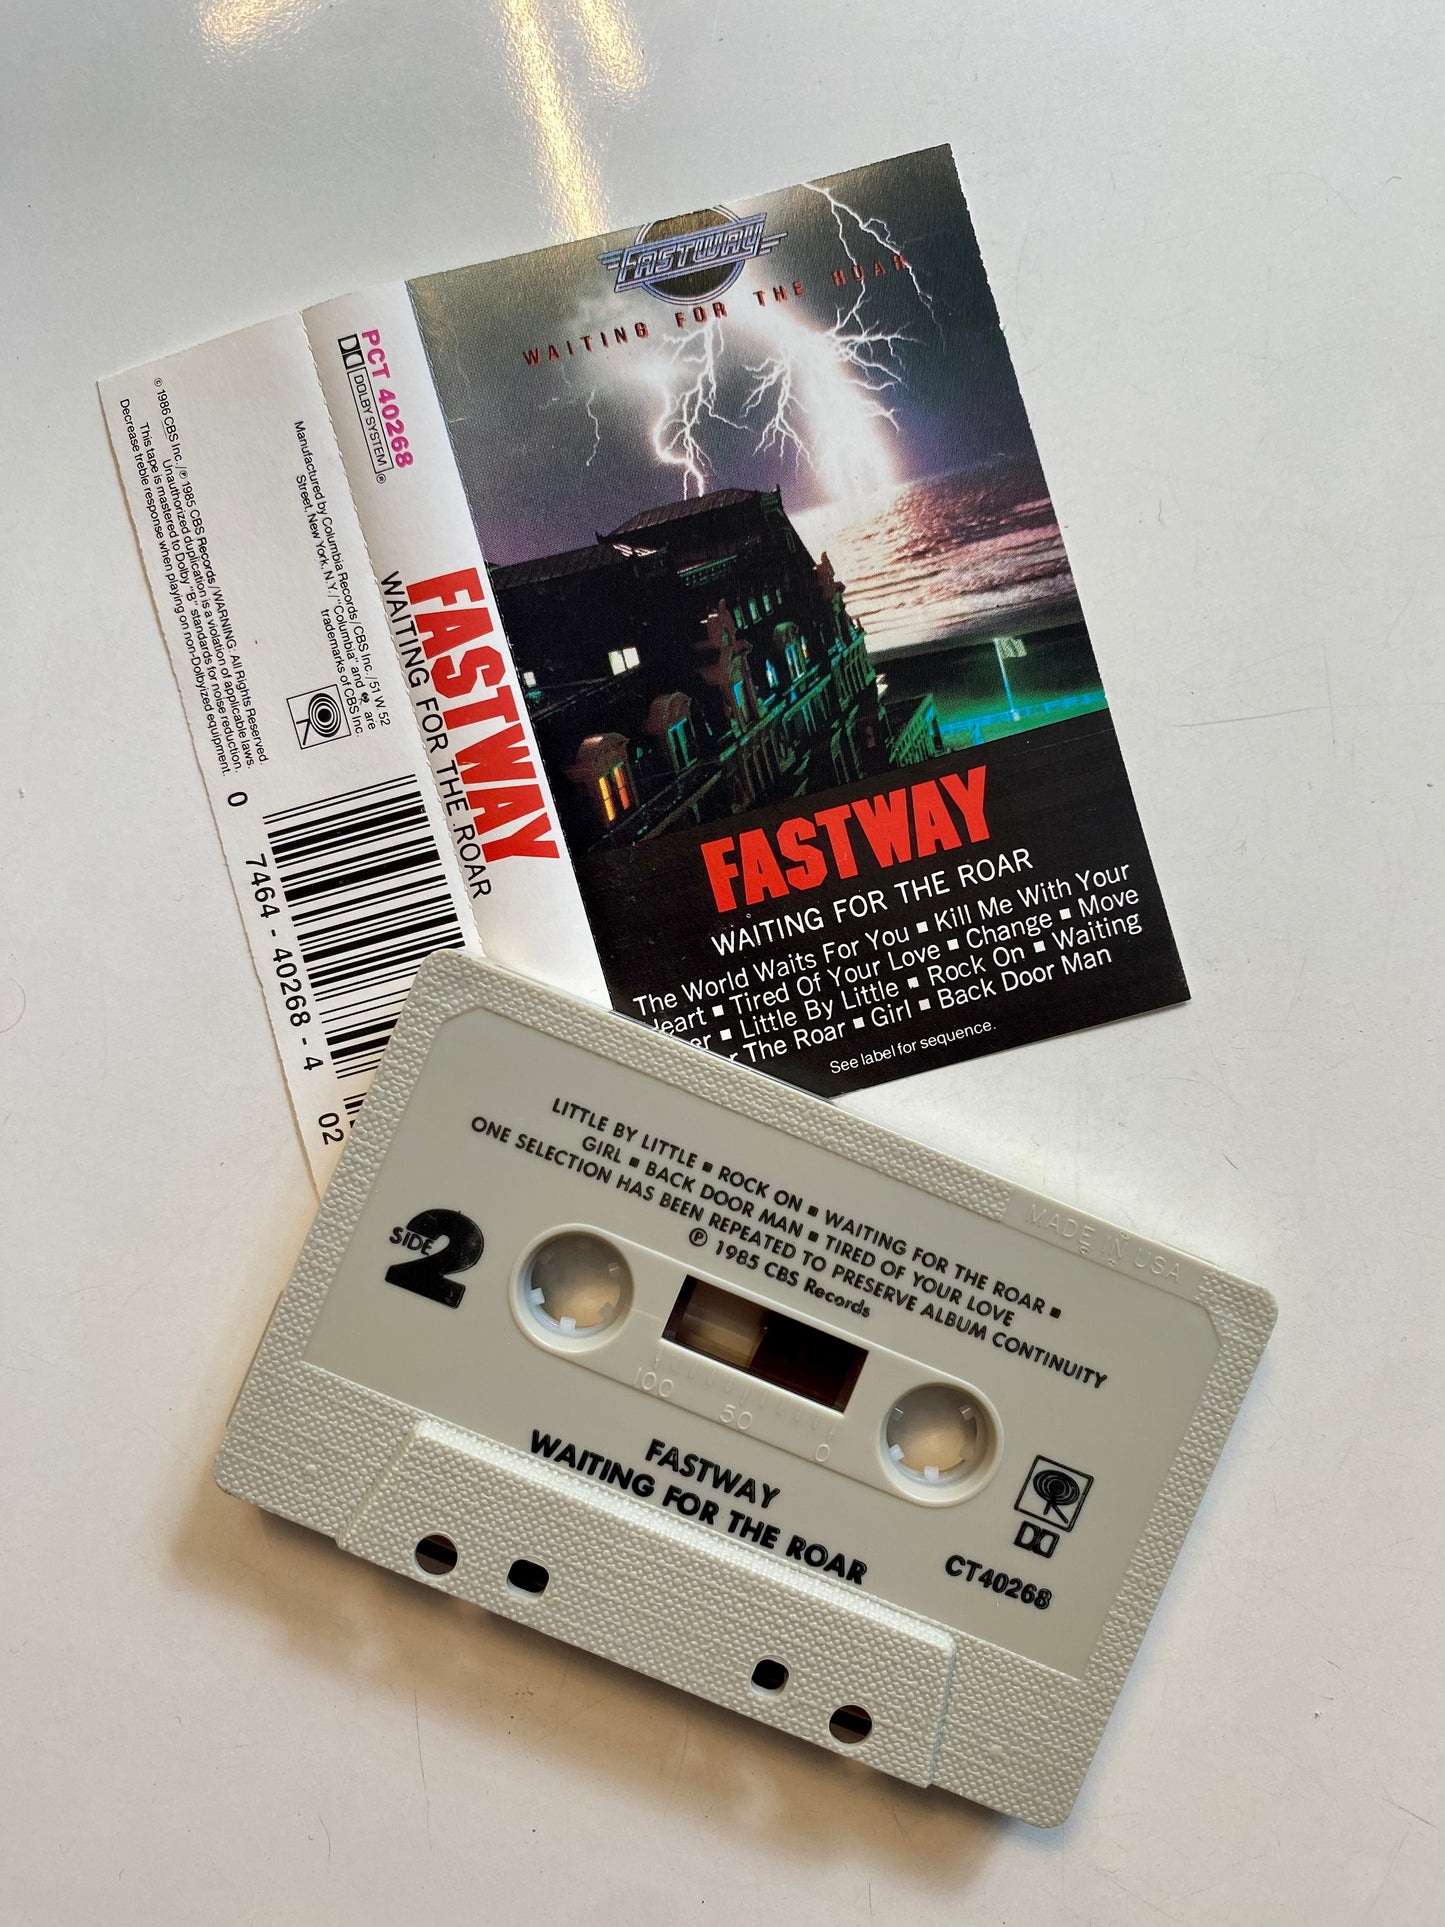 FASTWAY
WAITING FOR THE ROAR
FASTWAY
WAITING FOR THE ROAR
The World Waits For You ▪ Kill Me With Your
Heart ▪ Tired Of Your Love ▪ Change ▪ Move
▪ Little By Little ▪ Rock On ▪ Waiting
The Roar ▪ Girl ▪ Back Door Man
See label for sequence.
PCT 40268
DOLBY SYSTEM ®
FASTWAY
WAITING FOR THE ROAR
Manufactured by Columbia Records/CBS Inc./51 W 52
Street, New York, N.Y./"Columbia" and are
trademarks of CBS Inc.
© 1986 CBS Inc./℗ 1985 CBS Records/WARNING: All Rights Reserved.
Unauthorized duplication is a violation of applicable laws.
This tape is mastered to Dolby "B" standards for noise reduction.
Decrease treble response when playing on non-Dolbyized equipment.
0 7464-40268-4 02
LITTLE BY LITTLE ▪ ROCK ON ▪ WAITING FOR THE ROAR ▪
GIRL ▪ BACK DOOR MAN ▪ TIRED OF YOUR LOVE
ONE SELECTION HAS BEEN REPEATED TO PRESERVE ALBUM CONTINUITY
℗ 1985 CBS Records
MADE IN USA
SIDE 2
100 50 0
FASTWAY
WAITING FOR THE ROAR
CT40268